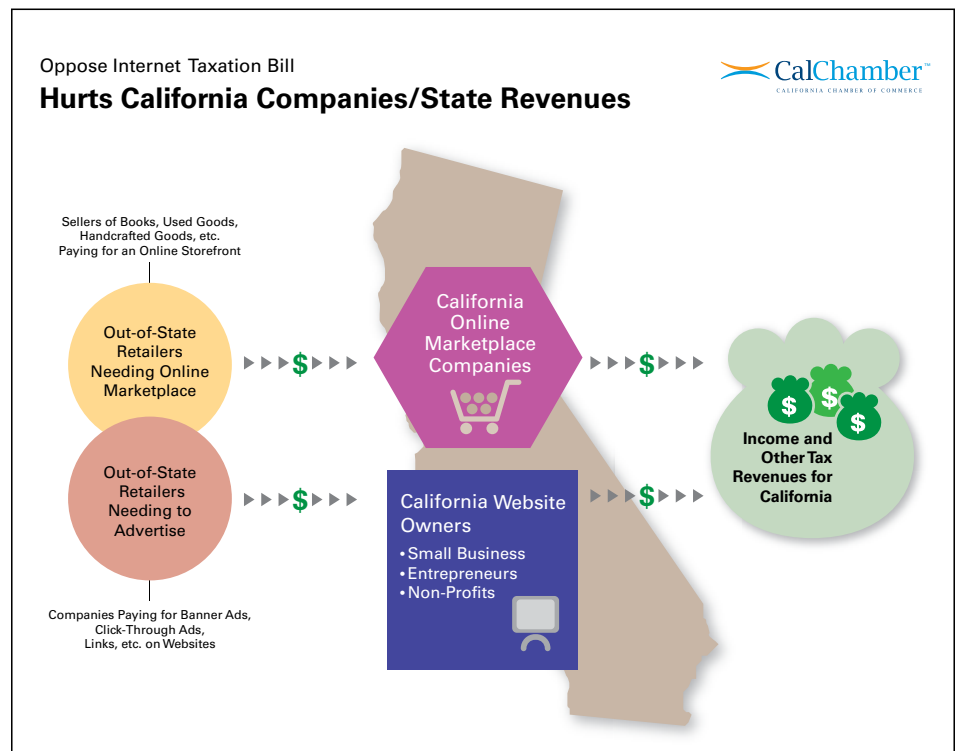 Oppose Internet Taxation Bill
Hurts California Companies/State Revenues
CalChamber™
CALIFORNIA CHAMBER OF COMMERCE
Sellers of Books, Used Goods,
Handcrafted Goods, etc.
Paying for an Online Storefront
Out-of-State
Retailers
Needing Online
Marketplace
$
California
Online
Marketplace
Companies
$
$
$
$
Income and
Other Tax
Revenues for
California
Out-of-State
Retailers
Needing to
Advertise
$
California Website
Owners
• Small Business
• Entrepreneurs
• Non-Profits
$
Companies Paying for Banner Ads,
Click-Through Ads,
Links, etc. on Websites